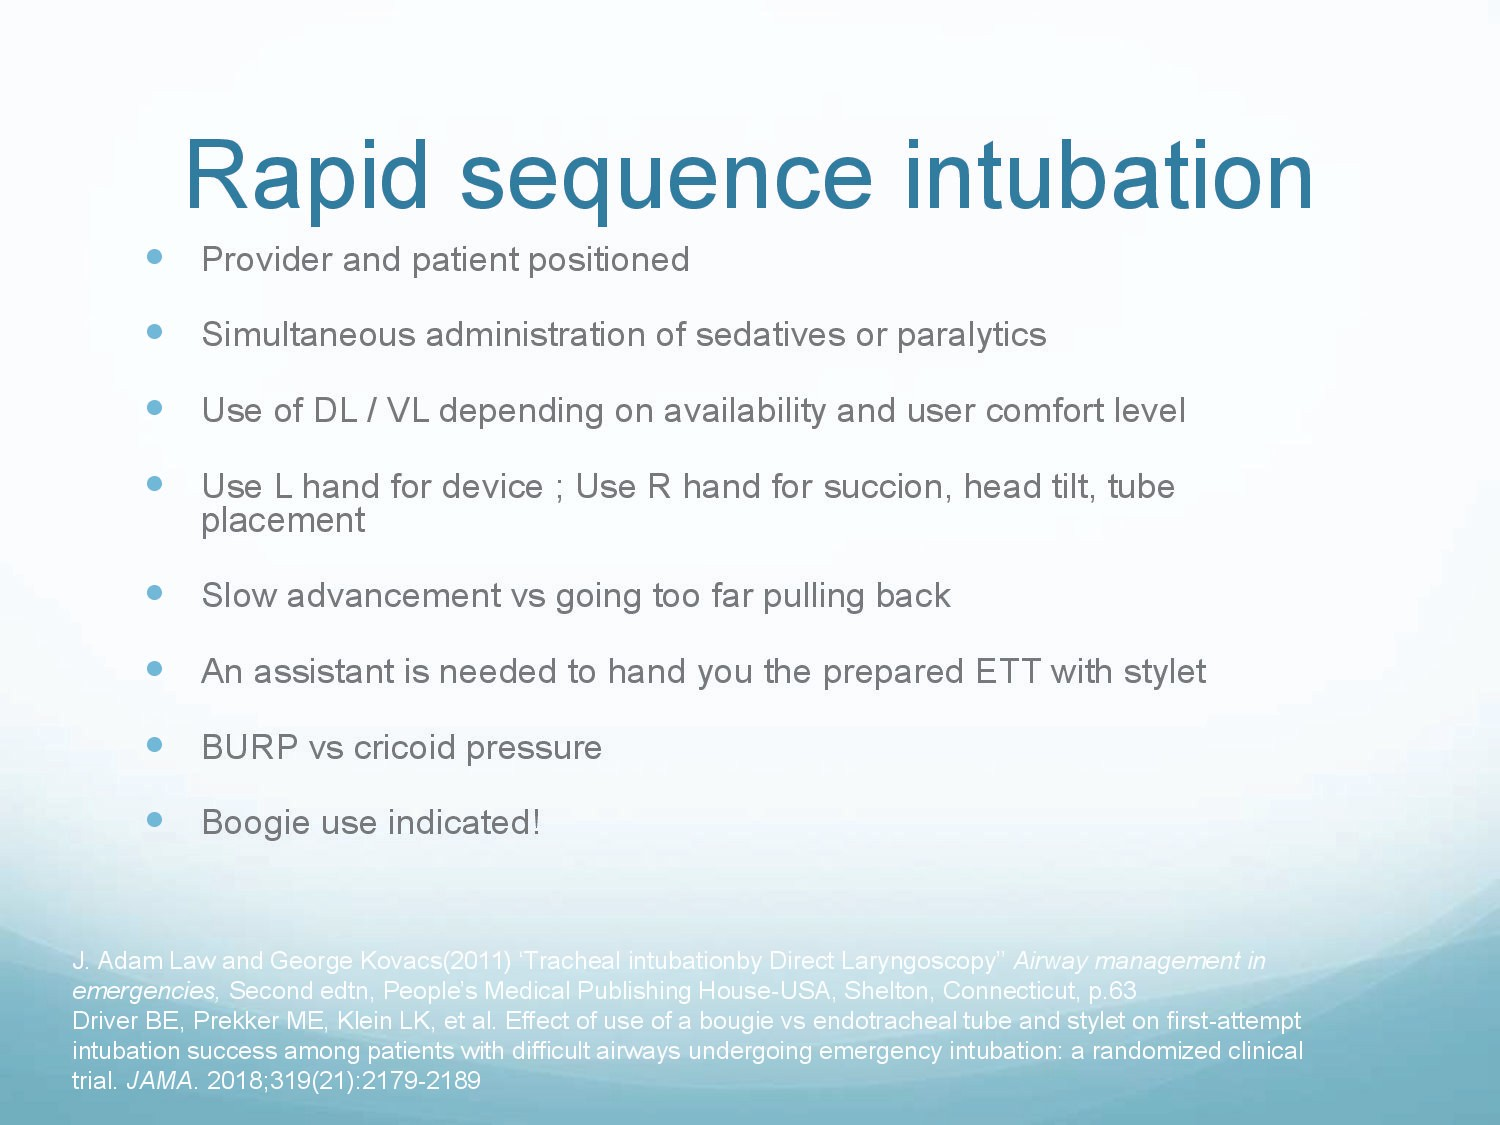 Rapid sequence intubation
Provider and patient positioned
Simultaneous administration of sedatives or paralytics
Use of DL / VL depending on availability and user comfort level
Use L hand for device ; Use R hand for succion, head tilt, tube
placement
Slow advancement vs going too far pulling back
An assistant is needed to hand you the prepared ETT with stylet
BURP vs cricoid pressure
Boogie use indicated!
J. Adam Law and George Kovacs(2011) ‘Tracheal intubationby Direct Laryngoscopy” Airway management in
emergencies, Second edtn, People’s Medical Publishing House-USA, Shelton, Connecticut, p.63
Driver BE, Prekker ME, Klein LK, et al. Effect of use of a bougie vs endotracheal tube and stylet on first-attempt
intubation success among patients with difficult airways undergoing emergency intubation: a randomized clinical
trial. JAMA. 2018;319(21):2179-2189